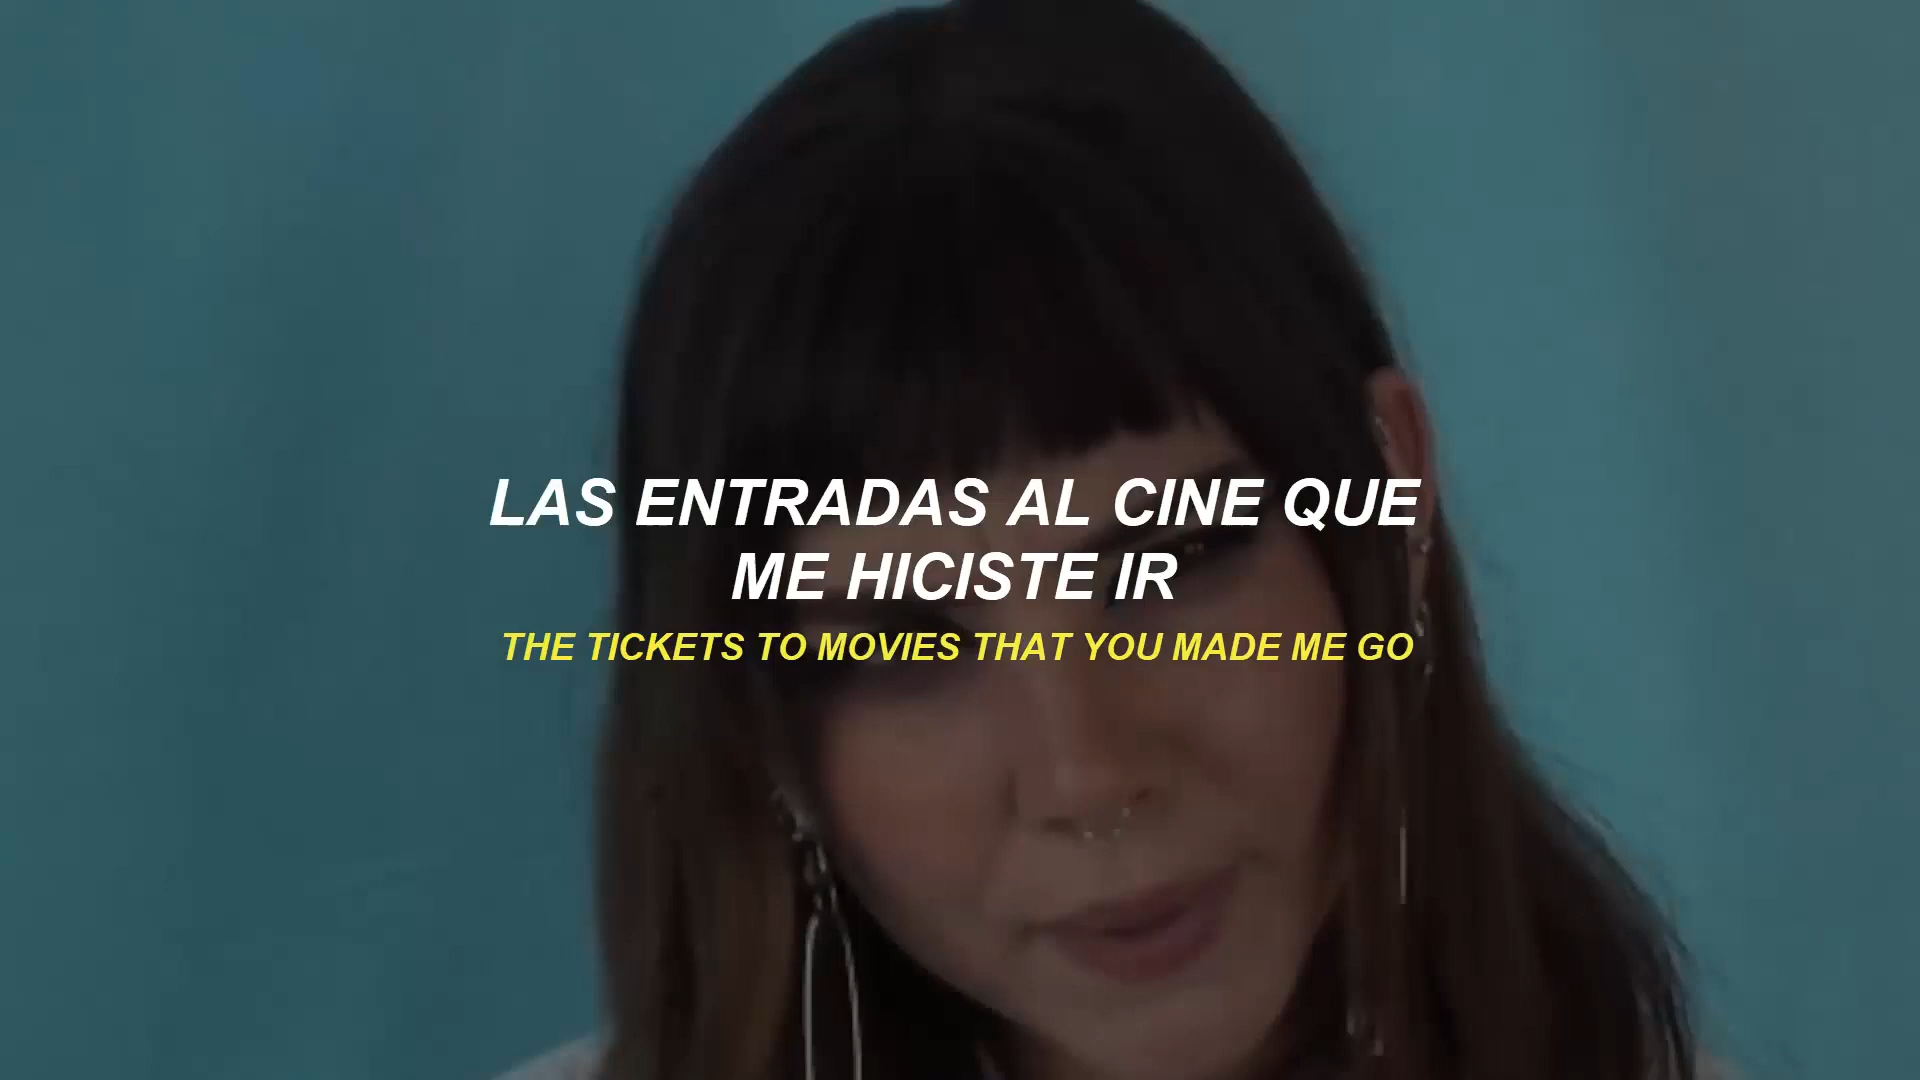 LAS ENTRADAS AL CINE QUE
ME HICISTE IR
THE TICKETS TO MOVIES THAT YOU MADE ME GO